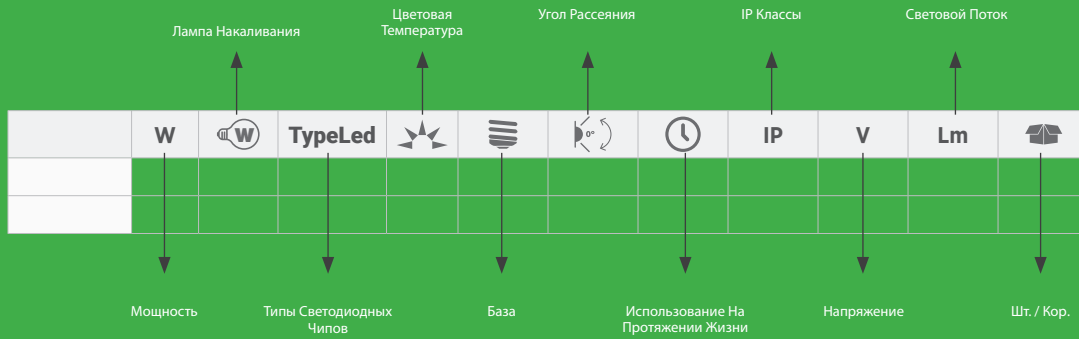 Лампа Накаливания
Цветовая
Температура
Угол Рассеяния
IP Классы
Световой Поток
W
W
TypeLed
0°
IP
V
Lm
Мощность
Типы Светодиодных
Чипов
База
Использование На
Протяжении Жизни
Напряжение
Шт. / Кор.